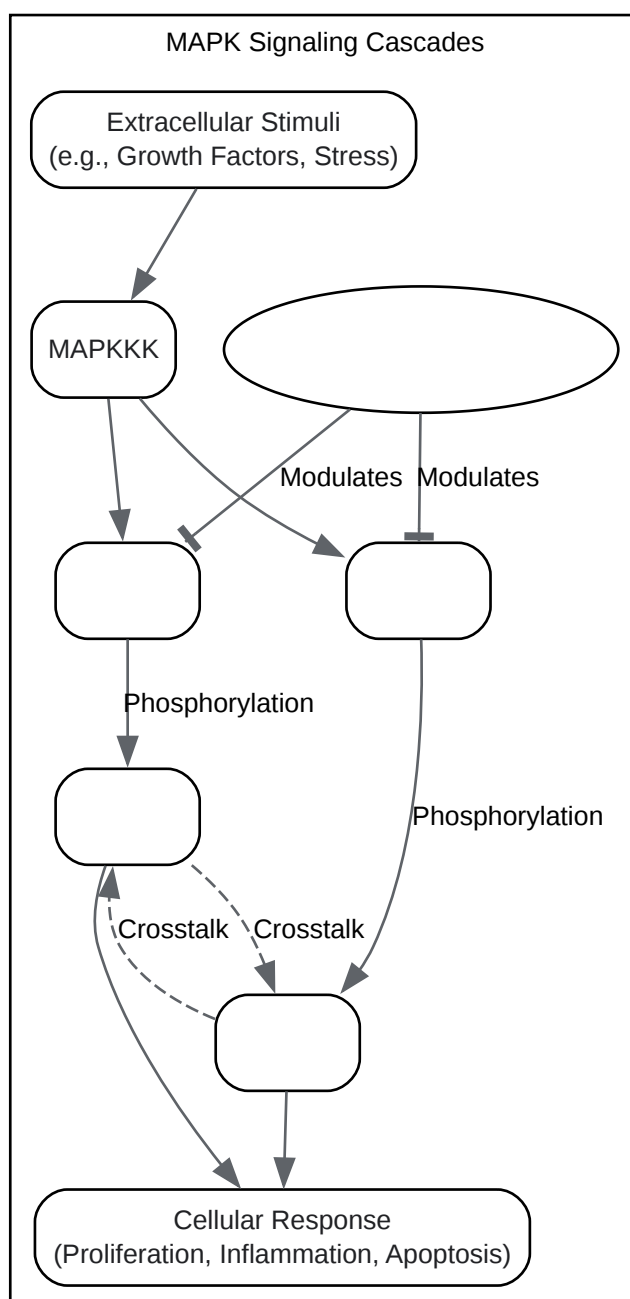 MAPK Signaling Cascades
Extracellular Stimuli
(e.g., Growth Factors, Stress)
MAPKKK
Modulates
Modulates
Phosphorylation
Phosphorylation
Crosstalk
Crosstalk
Cellular Response
(Proliferation, Inflammation, Apoptosis)